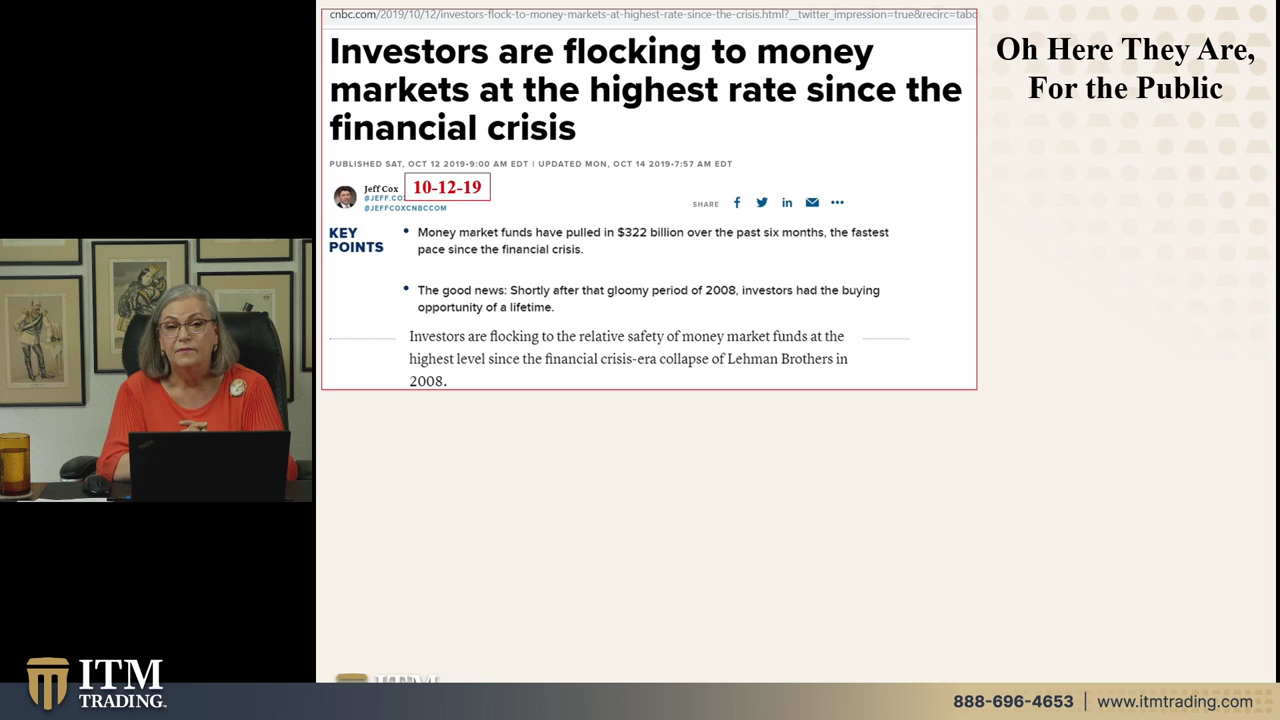 cnbc.com/2019/10/12/investors-flock-to-money-markets-at-highest-rate-since-the-crisis.html?__twitter_impression=true&recirc=tabo
Investors are flocking to money
markets at the highest rate since the
financial crisis
PUBLISHED SAT, OCT 12 2019•9:00 AM EDT | UPDATED MON, OCT 14 2019•7:57 AM EDT
Jeff Cox
@JEFF.CO
@JEFFCOXCNBCCOM
10-12-19
SHARE
KEY
POINTS
• Money market funds have pulled in $322 billion over the past six months, the fastest
pace since the financial crisis.
• The good news: Shortly after that gloomy period of 2008, investors had the buying
opportunity of a lifetime.
Investors are flocking to the relative safety of money market funds at the
highest level since the financial crisis-era collapse of Lehman Brothers in
2008.
Oh Here They Are,
For the Public
ITM
TRADING
888-696-4653 | www.itmtrading.com